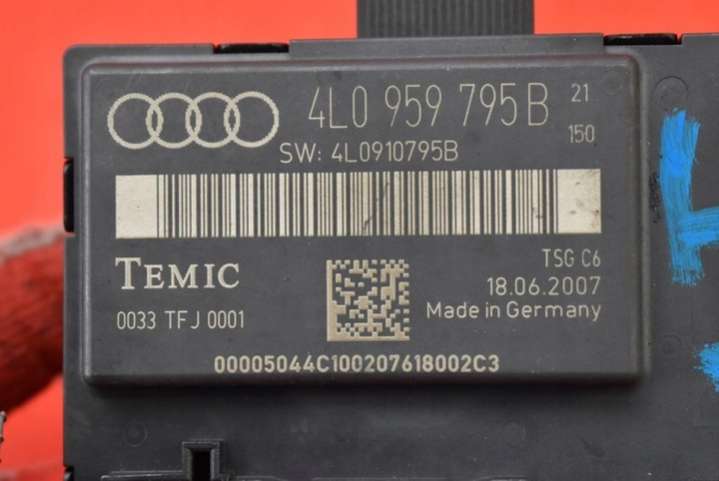 4L0 959 795 B 21
150
SW: 4L0910795B
TEMIC
TSG C6
18.06.2007
0033 TFJ 0001
Made in Germany
00005044C100207618002C3